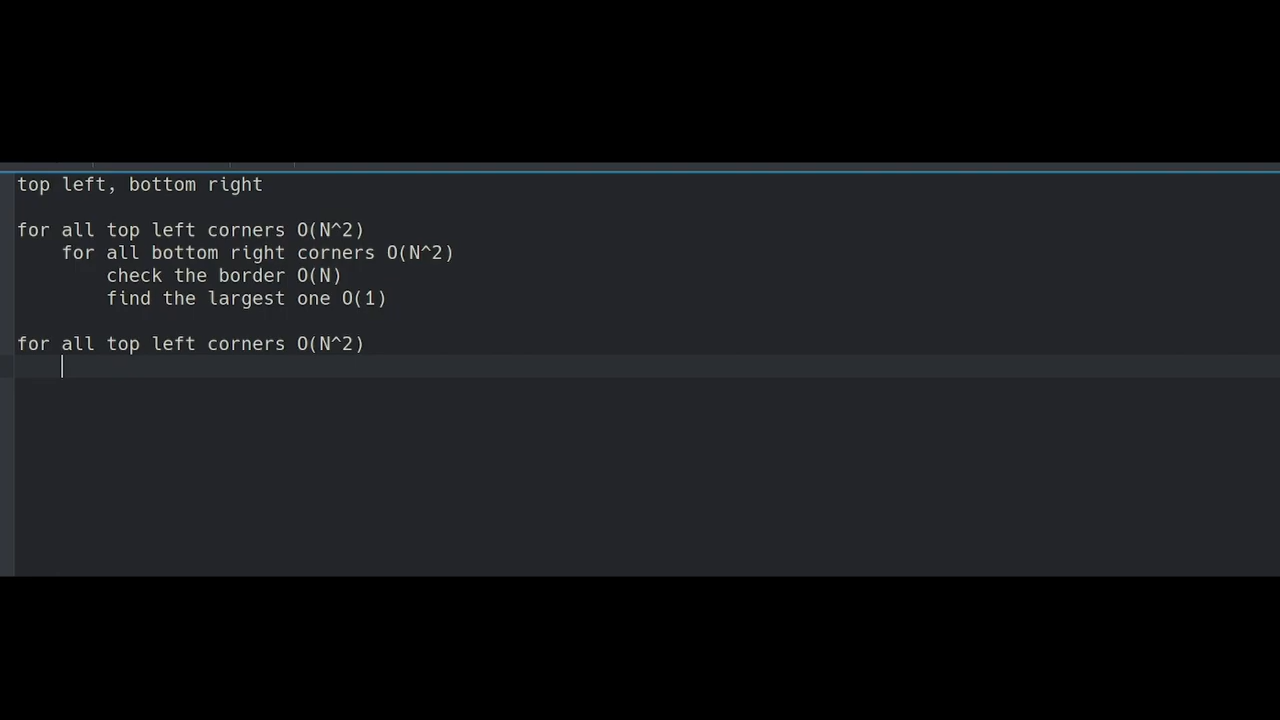 top left, bottom right
for all top left corners O(N^2)
for all bottom right corners O(N^2)
check the border O(N)
find the largest one O(1)
for all top left corners O(N^2)